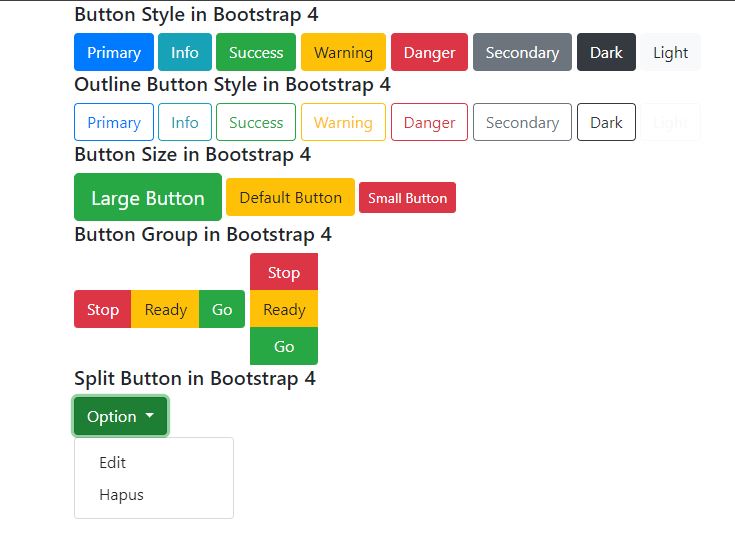 Button Style in Bootstrap 4
Primary Info Success Warning Danger Secondary Dark Light
Outline Button Style in Bootstrap 4
Primary Info Success Warning Danger Secondary Dark Light
Button Size in Bootstrap 4
Large Button Default Button Small Button
Button Group in Bootstrap 4
Stop
Stop Ready Go Ready
Go
Split Button in Bootstrap 4
Option
Edit
Hapus